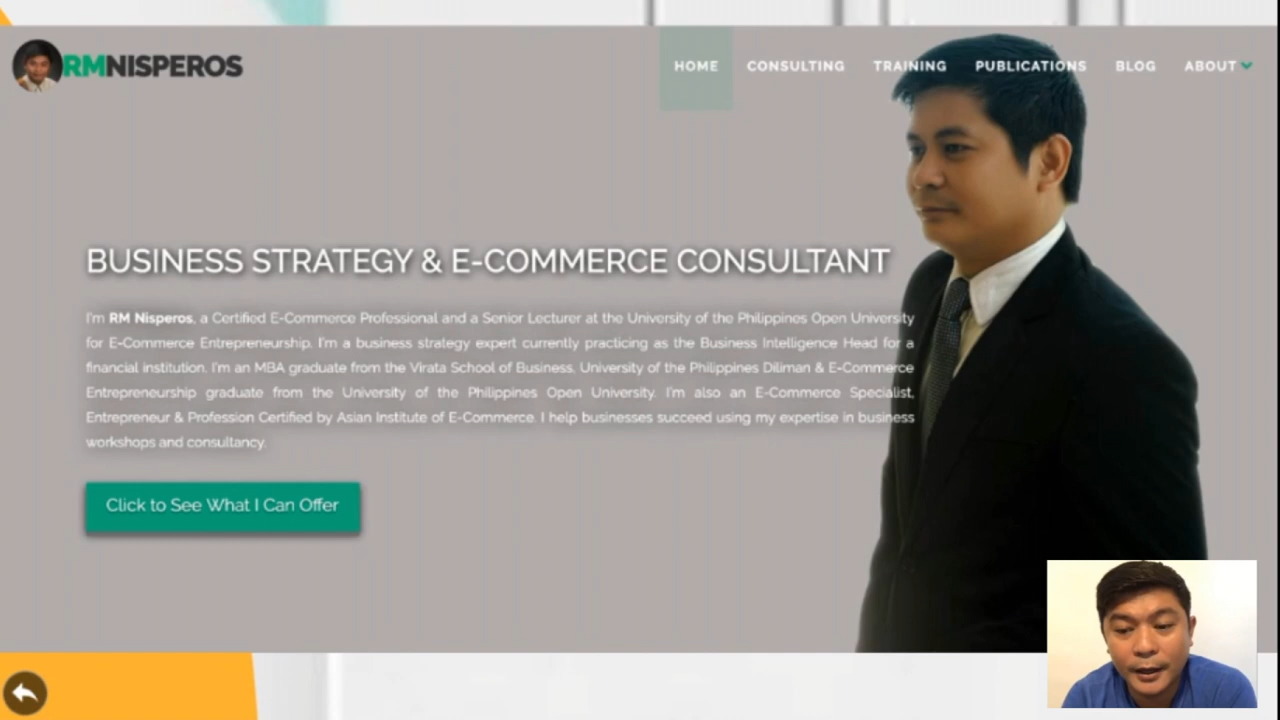 RMNISPEROS
HOME CONSULTING TRAINING PUBLICATIONS BLOG ABOUT
BUSINESS STRATEGY & E-COMMERCE CONSULTANT
I'm RM Nisperos, a Certified E-Commerce Professional and a Senior Lecturer at the University of the Philippines Open University
for E-Commerce Entrepreneurship. I'm a business strategy expert currently practicing as the Business Intelligence Head for a
financial institution. I'm an MBA graduate from the Virata School of Business, University of the Philippines Diliman & E-Commerce
Entrepreneurship graduate from the University of the Philippines Open University. I'm also an E-Commerce Specialist,
Entrepreneur & Profession Certified by Asian Institute of E-Commerce. I help businesses succeed using my expertise in business
workshops and consultancy.
Click to See What I Can Offer